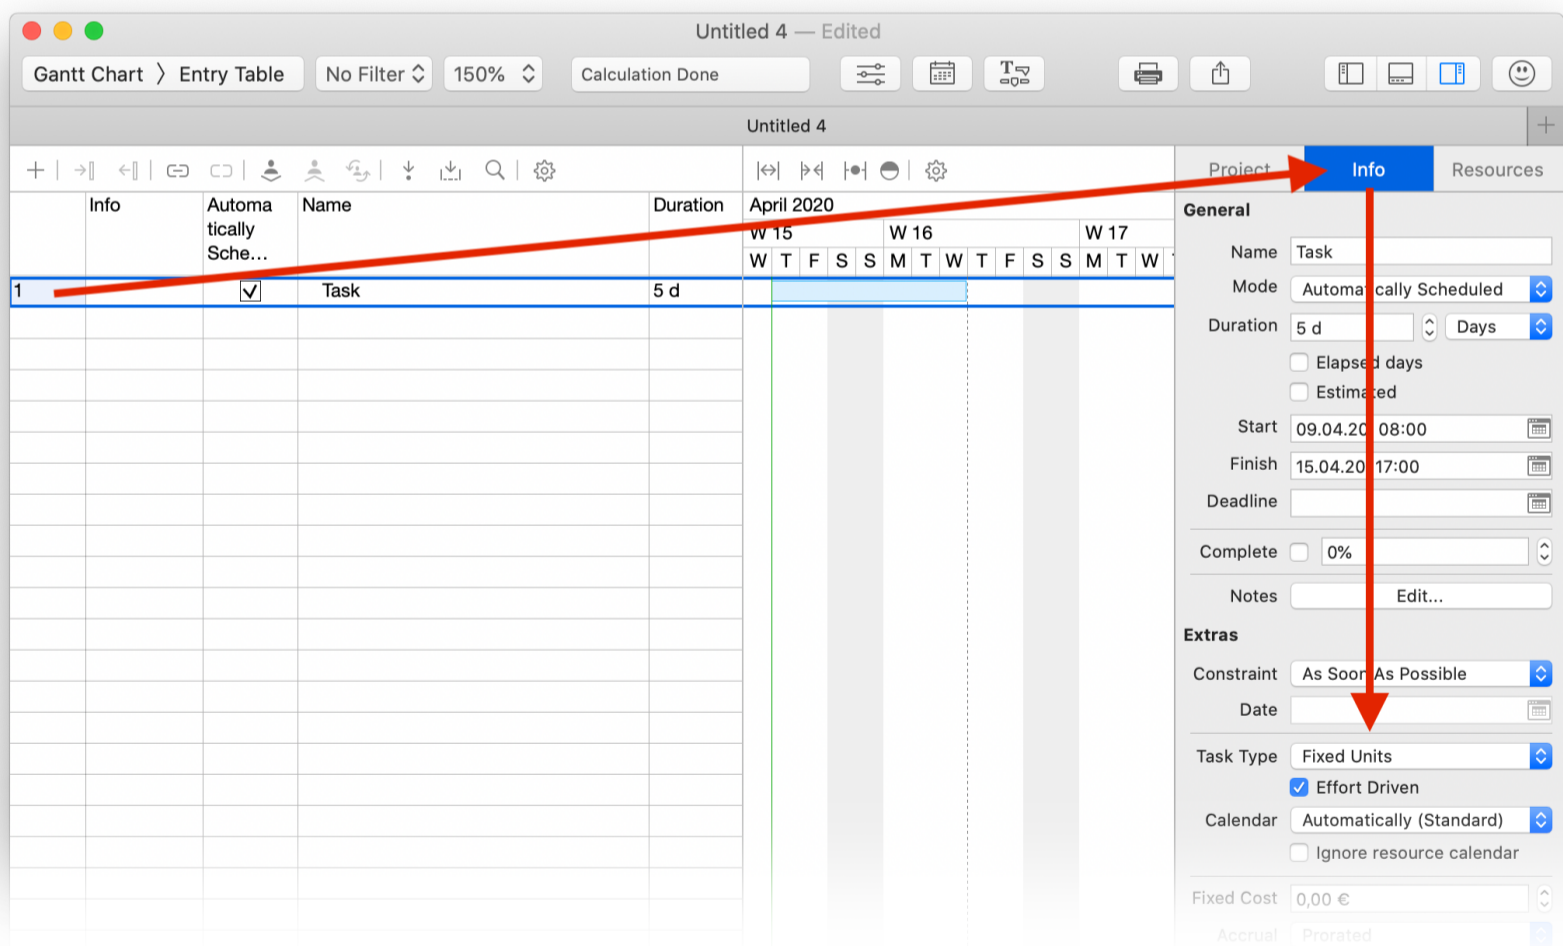 Untitled 4 — Edited
Gantt Chart 〉 Entry Table No Filter 150% Calculation Done
Untitled 4
Project Info Resources
Info Automa Name Duration April 2020
tically W 15 W 16 W 17
Sche... W T F S S M T W T F S S M T W
1 Task 5 d
General
Name Task
Mode Automatically Scheduled
Duration 5 d Days
Elapsed days
Estimated
Start 09.04.20 08:00
Finish 15.04.20 17:00
Deadline
Complete 0%
Notes Edit...
Extras
Constraint As Soon As Possible
Date
Task Type Fixed Units
Effort Driven
Calendar Automatically (Standard)
Ignore resource calendar
Fixed Cost 0,00 €
Accrual Prorated